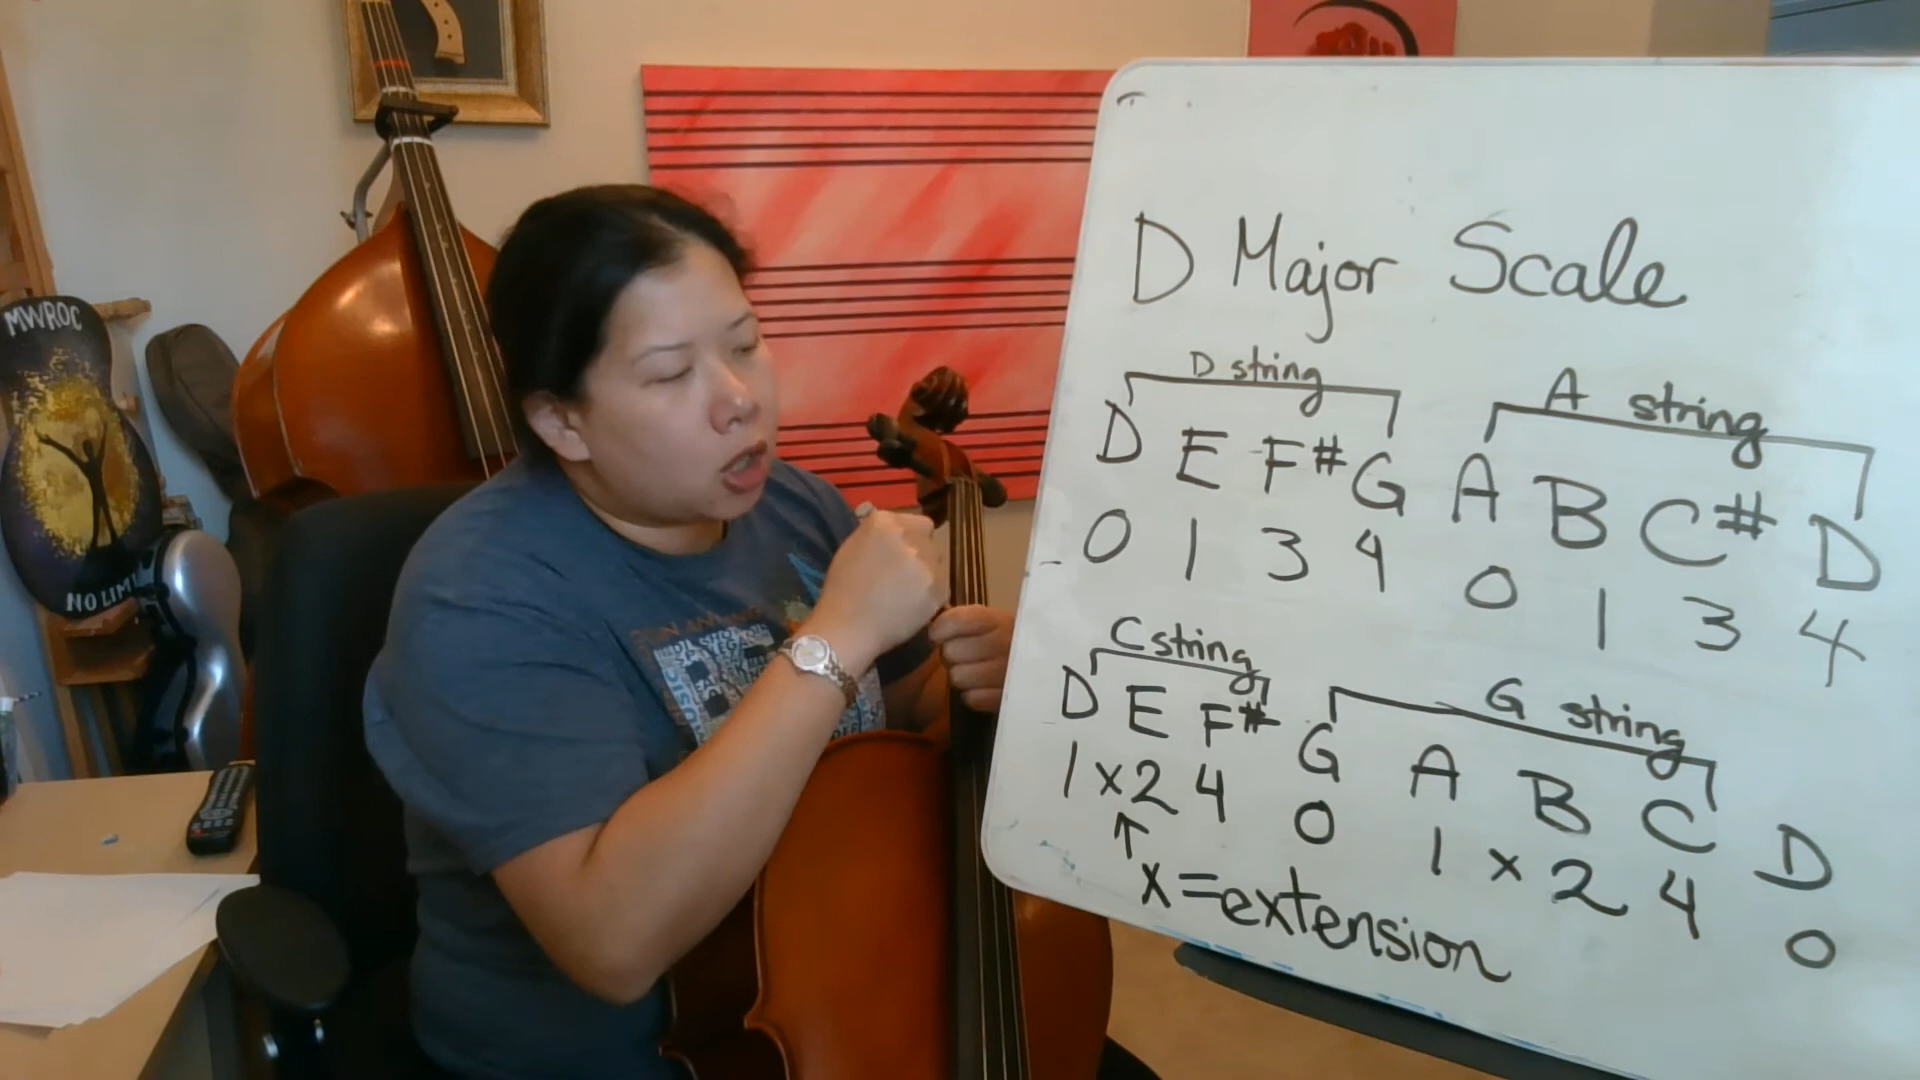 MWROC
NO LIMI
D Major Scale
D string
A string
D E F# G A B C# D
0 1 3 4 0 1 3 4
C string
G string
D E F# G A B C D
1 x 2 4 0 1 x 2 4 0
↑
x = extension